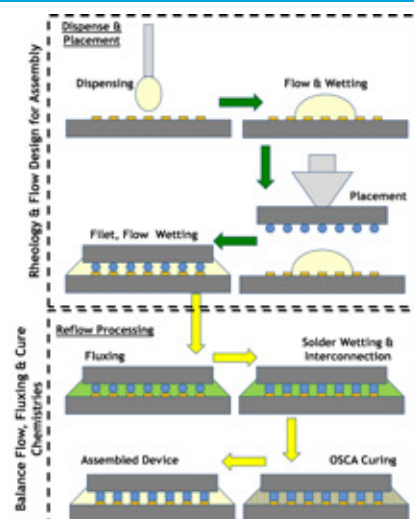 Rheology & Flow Design for Assembly
Dispense &
Placement
Dispensing
Flow & Wetting
Placement
Filet, Flow Wetting
Balance Flow, Fluxing & Cure
Chemistries
Reflow Processing
Fluxing
Solder Wetting &
Interconnection
Assembled Device
OSCA Curing